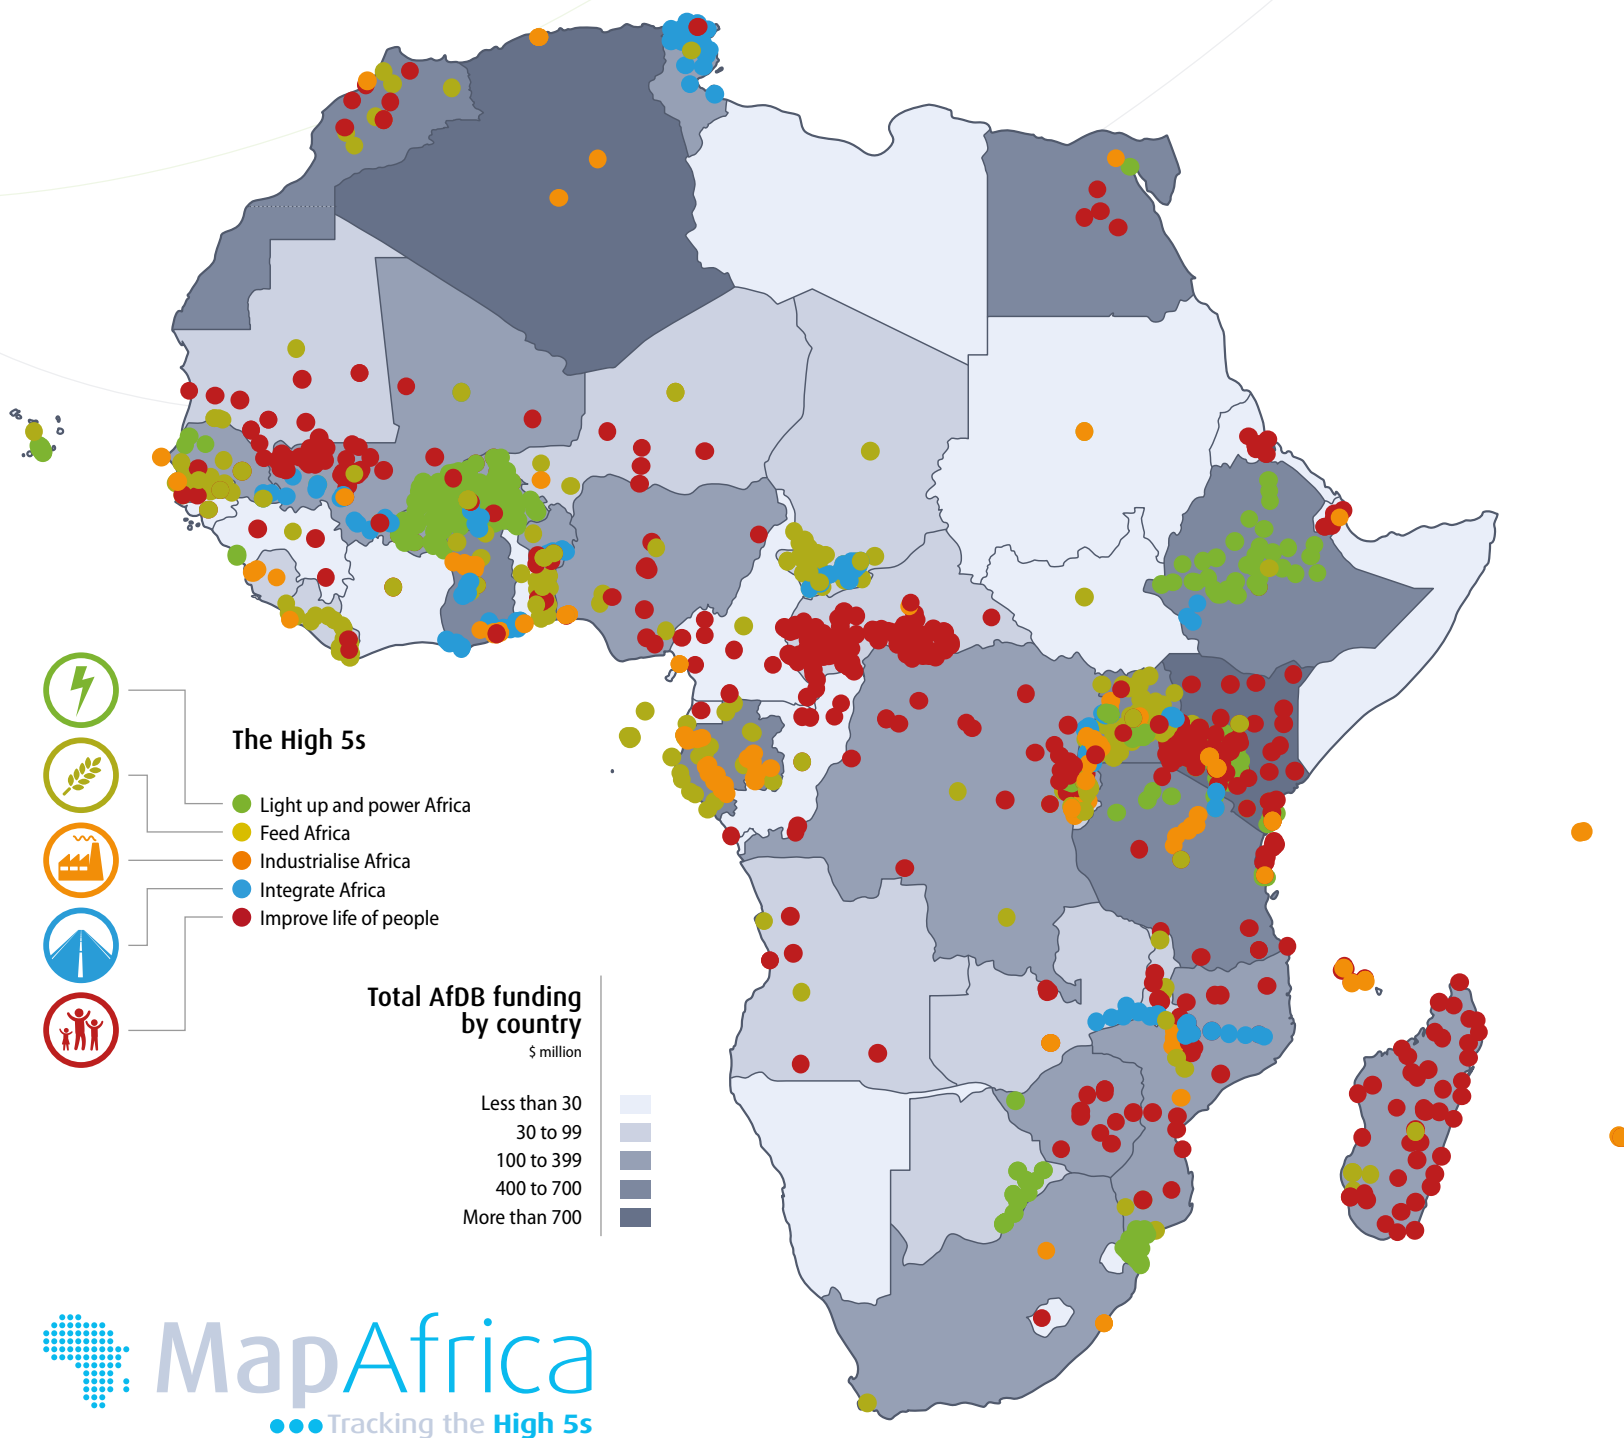 The High 5s
Light up and power Africa
Feed Africa
Industrialise Africa
Integrate Africa
Improve life of people
Total AfDB funding
by country
$ million
Less than 30
30 to 99
100 to 399
400 to 700
More than 700
MapAfrica
Tracking the High 5s